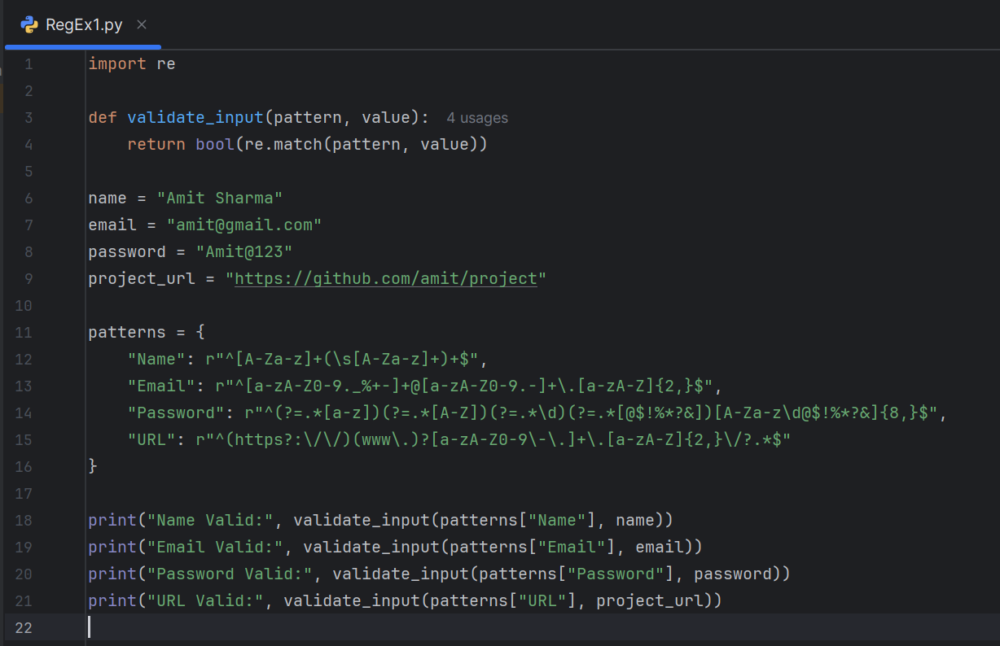 RegEx1.py
1 import re
2
3 def validate_input(pattern, value): 4 usages
4     return bool(re.match(pattern, value))
5
6 name = "Amit Sharma"
7 email = "amit@gmail.com"
8 password = "Amit@123"
9 project_url = "https://github.com/amit/project"
10
11 patterns = {
12     "Name": r"^[A-Za-z]+(\s[A-Za-z]+)+$",
13     "Email": r"^[a-zA-Z0-9._%+-]+@[a-zA-Z0-9.-]+\.[a-zA-Z]{2,}$",
14     "Password": r"^(?=.*[a-z])(?=.*[A-Z])(?=.*\d)(?=.*[@$!%*?&])[A-Za-z\d@$!%*?&]{8,}$",
15     "URL": r"^(https?:\/\/)(www\.)?[a-zA-Z0-9\-\.]+\.[a-zA-Z]{2,}\/?.*$"
16 }
17
18 print("Name Valid:", validate_input(patterns["Name"], name))
19 print("Email Valid:", validate_input(patterns["Email"], email))
20 print("Password Valid:", validate_input(patterns["Password"], password))
21 print("URL Valid:", validate_input(patterns["URL"], project_url))
22